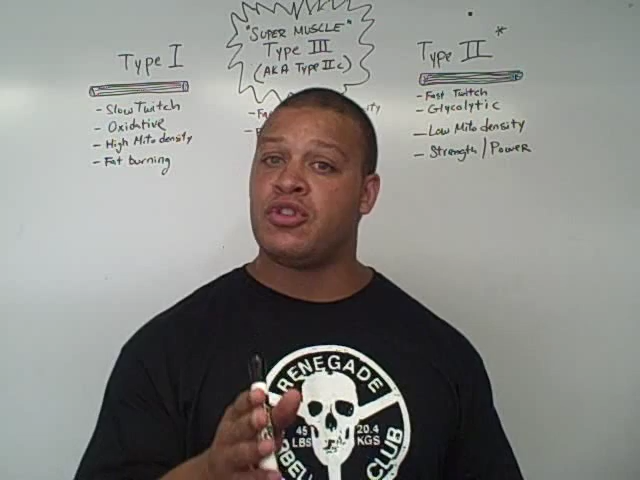 Type I
- Slow Twitch
- Oxidative
- High Mito density
- Fat burning
"SUPER MUSCLE"
Type III
(AKA Type IIc)
Type II *
- Fast Twitch
- Glycolytic
- Low Mito density
- Strength / Power
RENEGADE
45 LBS
20.4 KGS
CLUB